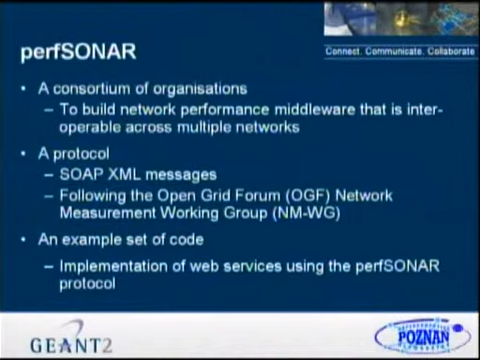 Connect. Communicate. Collaborate
perfSONAR
• A consortium of organisations
– To build network performance middleware that is inter-
operable across multiple networks
• A protocol
– SOAP XML messages
– Following the Open Grid Forum (OGF) Network
Measurement Working Group (NM-WG)
• An example set of code
– Implementation of web services using the perfSONAR
protocol
GEANT2
POZNAŃ